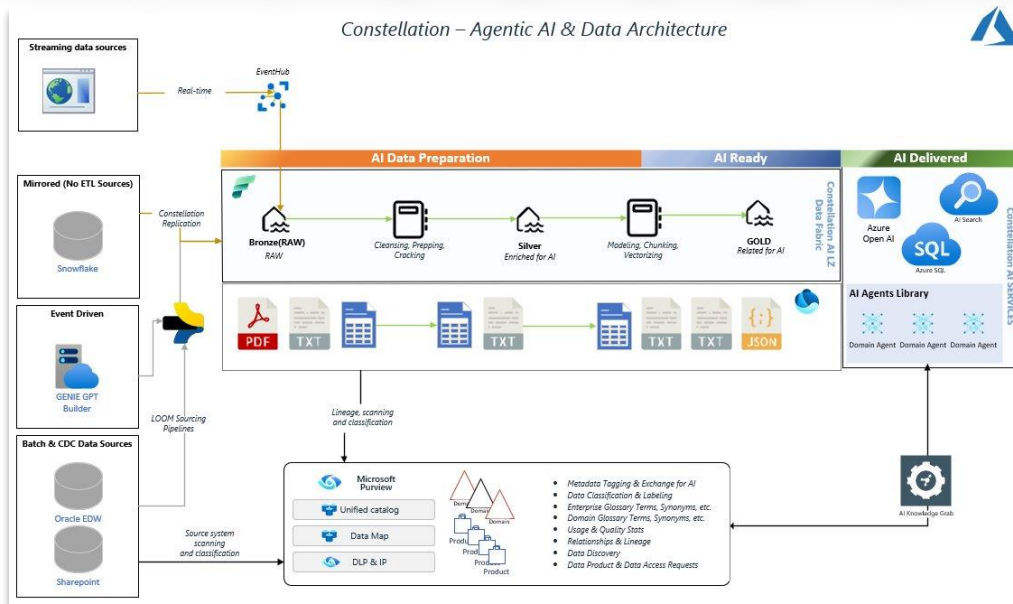 Constellation – Agentic AI & Data Architecture
Streaming data sources
Real-time
EventHub
AI Data Preparation
AI Ready
AI Delivered
Mirrored (No ETL Sources)
Snowflake
Constellation
Replication
Bronze(RAW)
RAW
Cleansing, Prepping,
Cracking
Silver
Enriched for AI
Modeling, Chunking,
Vectorizing
GOLD
Related for AI
Constellation AI LZ
Data Fabric
Azure
Open AI
AI Search
SQL
Azure SQL
Constellation AI SERVICES
AI Agents Library
Domain Agent
Domain Agent
Domain Agent
PDF
TXT
TXT
TXT
TXT
JSON
Event Driven
GENIE GPT
Builder
LOOM Sourcing
Pipelines
Batch & CDC Data Sources
Oracle EDW
Sharepoint
Source system
scanning
and classification
Lineage, scanning
and classification
Microsoft
Purview
Unified catalog
Data Map
DLP & IP
Domain
Product
• Metadata Tagging & Exchange for AI
• Data Classification & Labeling
• Enterprise Glossary Terms, Synonyms, etc.
• Domain Glossary Terms, Synonyms, etc.
• Usage & Quality Stats
• Relationships & Lineage
• Data Discovery
• Data Product & Data Access Requests
AI Knowledge Grab